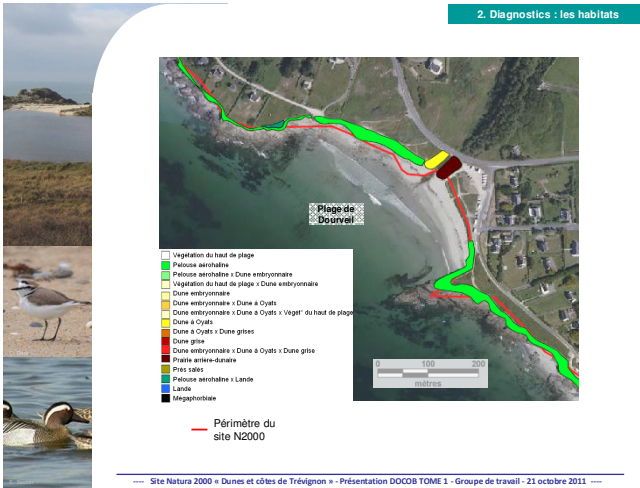 2. Diagnostics : les habitats
Plage de
Dourveil
Végétation du haut de plage
Pelouse aérohaline
Pelouse aérohaline x Dune embryonnaire
Végétation du haut de plage x Dune embryonnaire
Dune embryonnaire
Dune embryonnaire x Dune à Oyats
Dune embryonnaire x Dune à Oyats x Végét° du haut de plage
Dune à Oyats
Dune à Oyats x Dune grises
Dune grise
Dune embryonnaire x Dune à Oyats x Dune grise
Prairie arrière-dunaire
Prés salés
Pelouse aérohaline x Lande
Lande
Mégaphorbiaie
0 100 200
mètres
Périmètre du
site N2000
---- Site Natura 2000 « Dunes et côtes de Trévignon » - Présentation DOCOB TOME 1 - Groupe de travail - 21 octobre 2011 ----